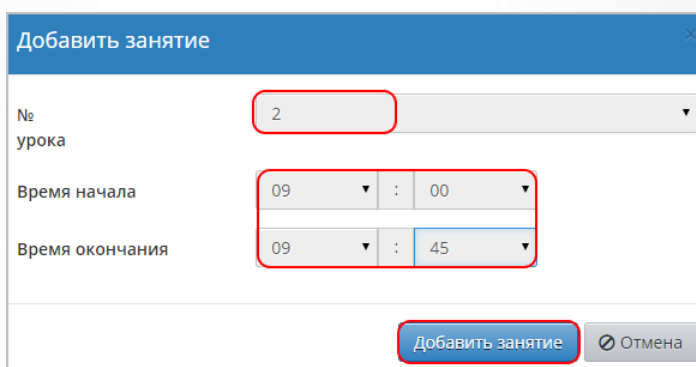 Добавить занятие
№
урока
2
Время начала
09 : 00
Время окончания
09 : 45
Добавить занятие Отмена